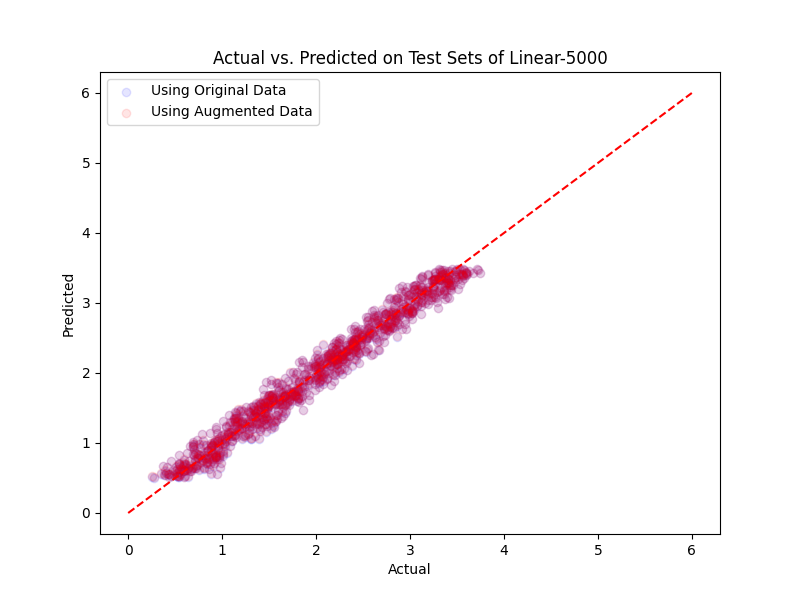 Actual vs. Predicted on Test Sets of Linear-5000
Using Original Data
Using Augmented Data
6
5
4
3
2
1
0
Predicted
0 1 2 3 4 5 6
Actual